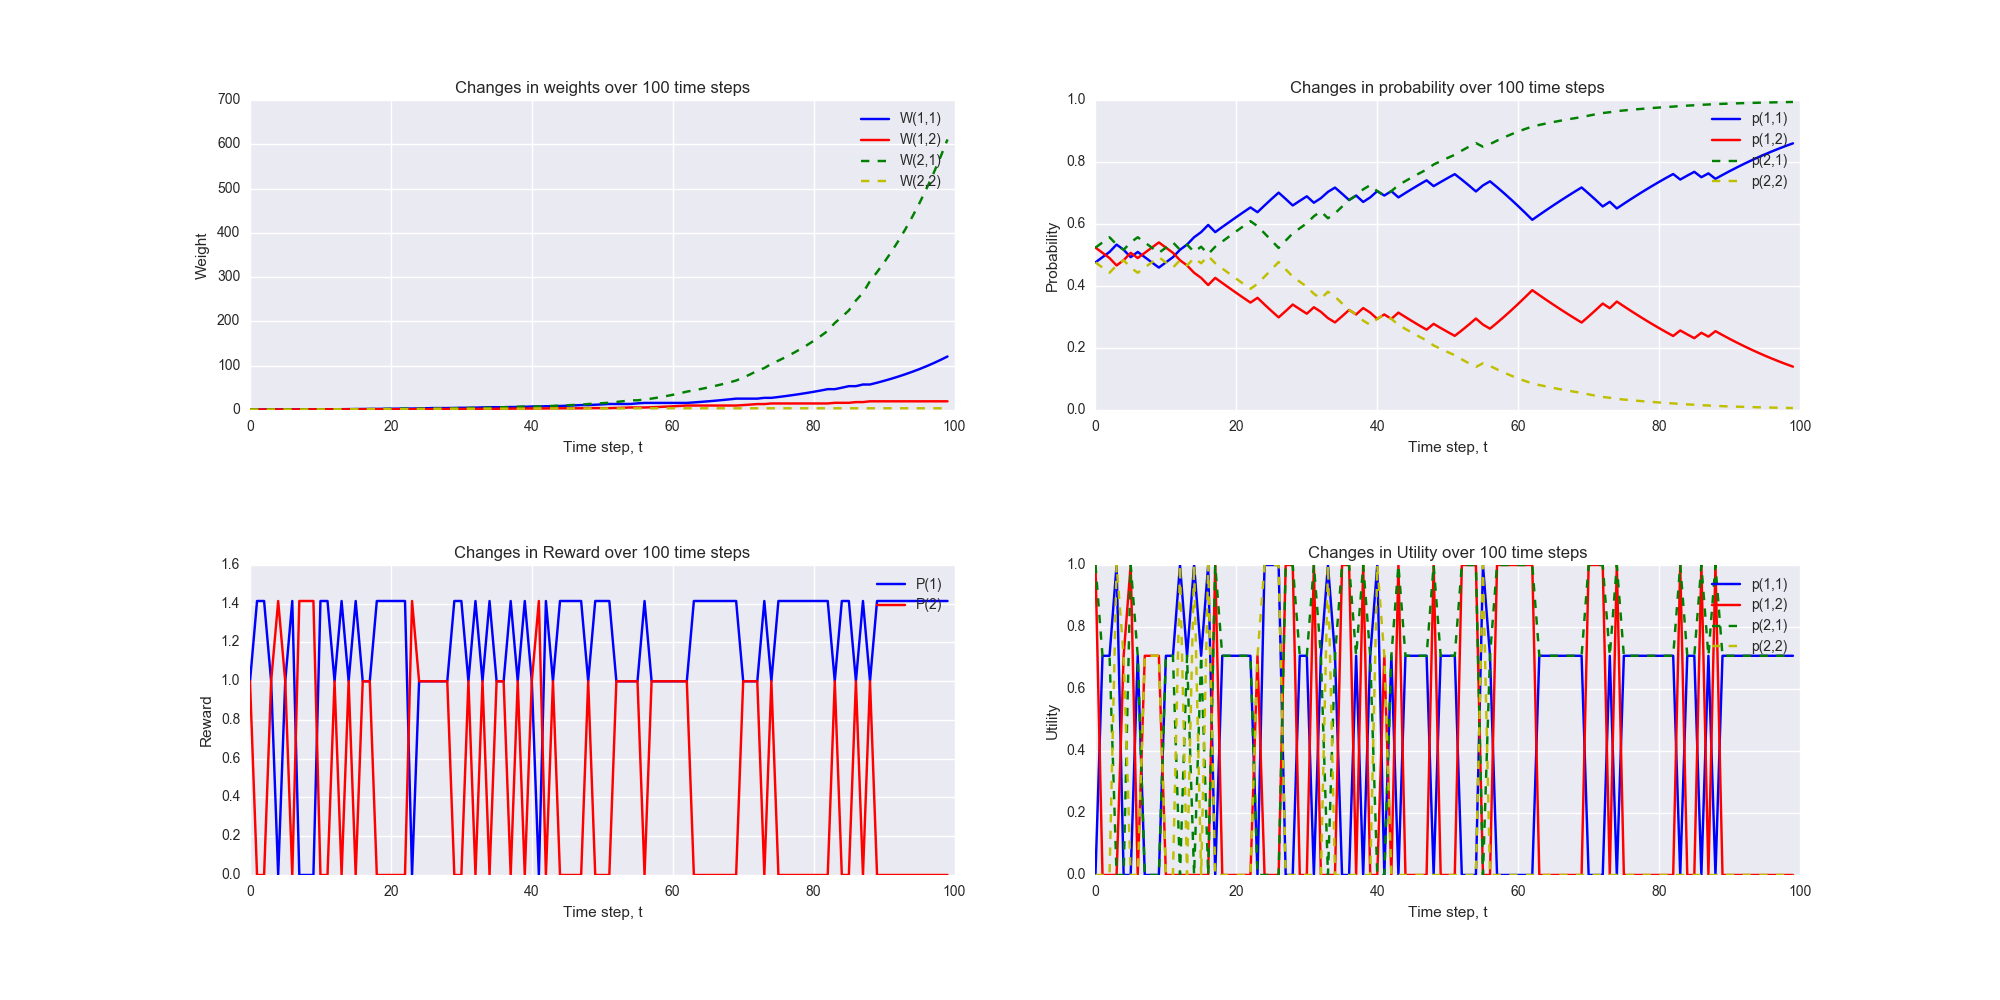 Changes in weights over 100 time steps
700
600
500
400
300
200
100
0
Weight
W(1,1)
W(1,2)
W(2,1)
W(2,2)
0 20 40 60 80 100
Time step, t
Changes in probability over 100 time steps
1.0
0.8
0.6
0.4
0.2
0.0
Probability
p(1,1)
p(1,2)
p(2,1)
p(2,2)
0 20 40 60 80 100
Time step, t
Changes in Reward over 100 time steps
1.6
1.4
1.2
1.0
0.8
0.6
0.4
0.2
0.0
Reward
P(1)
P(2)
0 20 40 60 80 100
Time step, t
Changes in Utility over 100 time steps
1.0
0.8
0.6
0.4
0.2
0.0
Utility
p(1,1)
p(1,2)
p(2,1)
p(2,2)
0 20 40 60 80 100
Time step, t